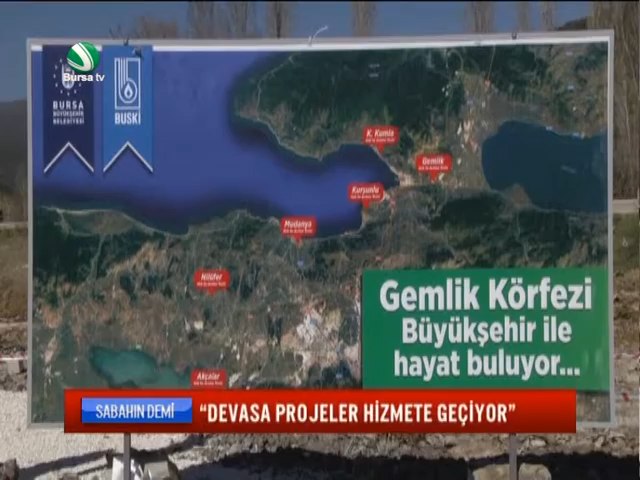 Bursa tv
BURSA
BÜYÜKŞEHİR
BELEDİYESİ
BUSKİ
K. Kumla
Gemlik
Kurşunlu
Mudanya
Nilüfer
Akçalar
Gemlik Körfezi
Büyükşehir ile
hayat buluyor...
SABAHIN DEMİ
“DEVASA PROJELER HİZMETE GEÇİYOR”